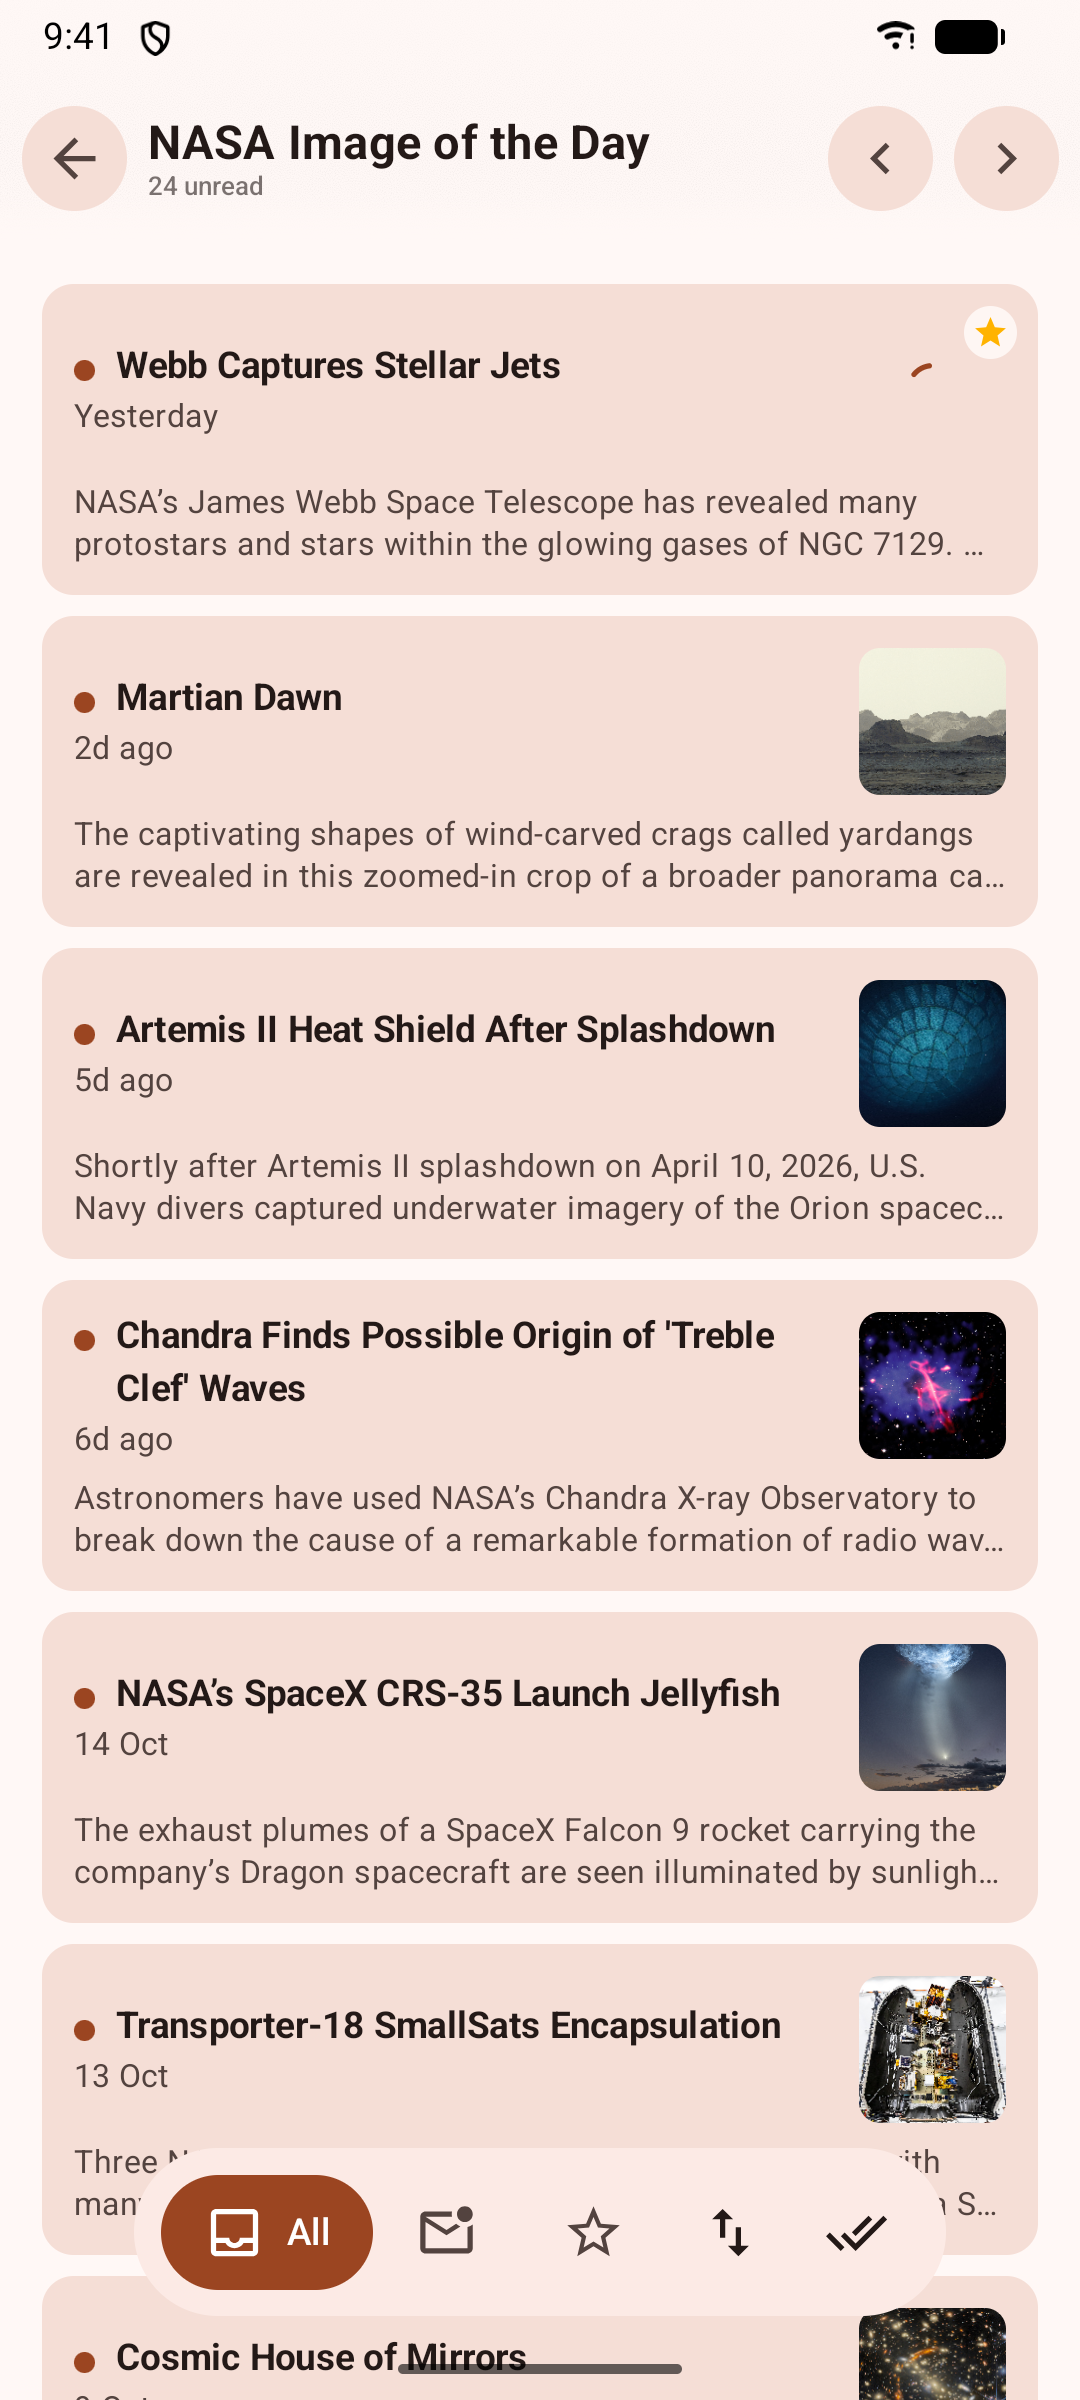 9:41
NASA Image of the Day
24 unread
Webb Captures Stellar Jets
Yesterday
NASA’s James Webb Space Telescope has revealed many
protostars and stars within the glowing gases of NGC 7129. …
Martian Dawn
2d ago
The captivating shapes of wind-carved crags called yardangs
are revealed in this zoomed-in crop of a broader panorama ca…
Artemis II Heat Shield After Splashdown
5d ago
Shortly after Artemis II splashdown on April 10, 2026, U.S.
Navy divers captured underwater imagery of the Orion spacec…
Chandra Finds Possible Origin of 'Treble
Clef' Waves
6d ago
Astronomers have used NASA’s Chandra X-ray Observatory to
break down the cause of a remarkable formation of radio wav…
NASA’s SpaceX CRS-35 Launch Jellyfish
14 Oct
The exhaust plumes of a SpaceX Falcon 9 rocket carrying the
company’s Dragon spacecraft are seen illuminated by sunligh…
Transporter-18 SmallSats Encapsulation
13 Oct
Three
S…
All
Cosmic House of Mirrors